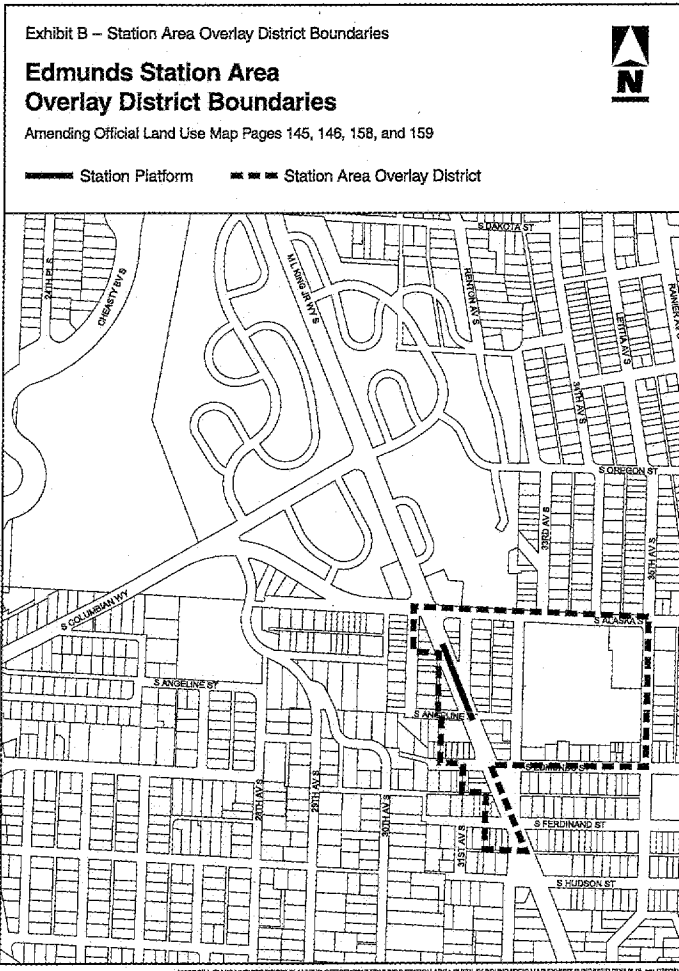 Exhibit B – Station Area Overlay District Boundaries
N
Edmunds Station Area
Overlay District Boundaries
Amending Official Land Use Map Pages 145, 146, 158, and 159
Station Platform
Station Area Overlay District
S DAKOTA ST
24TH PL S
CHEASTY BV S
M L KING JR WY S
RENTON AV S
LETITIA AV S
RAINIER AV S
34TH AV S
S OREGON ST
33RD AV S
35TH AV S
S COLUMBIAN WY
S ALASKA S
S ANGELINE ST
S ANGELINE
S EDMUNDS ST
28TH AV S
29TH AV S
30TH AV S
31ST AV S
S FERDINAND ST
S HUDSON ST